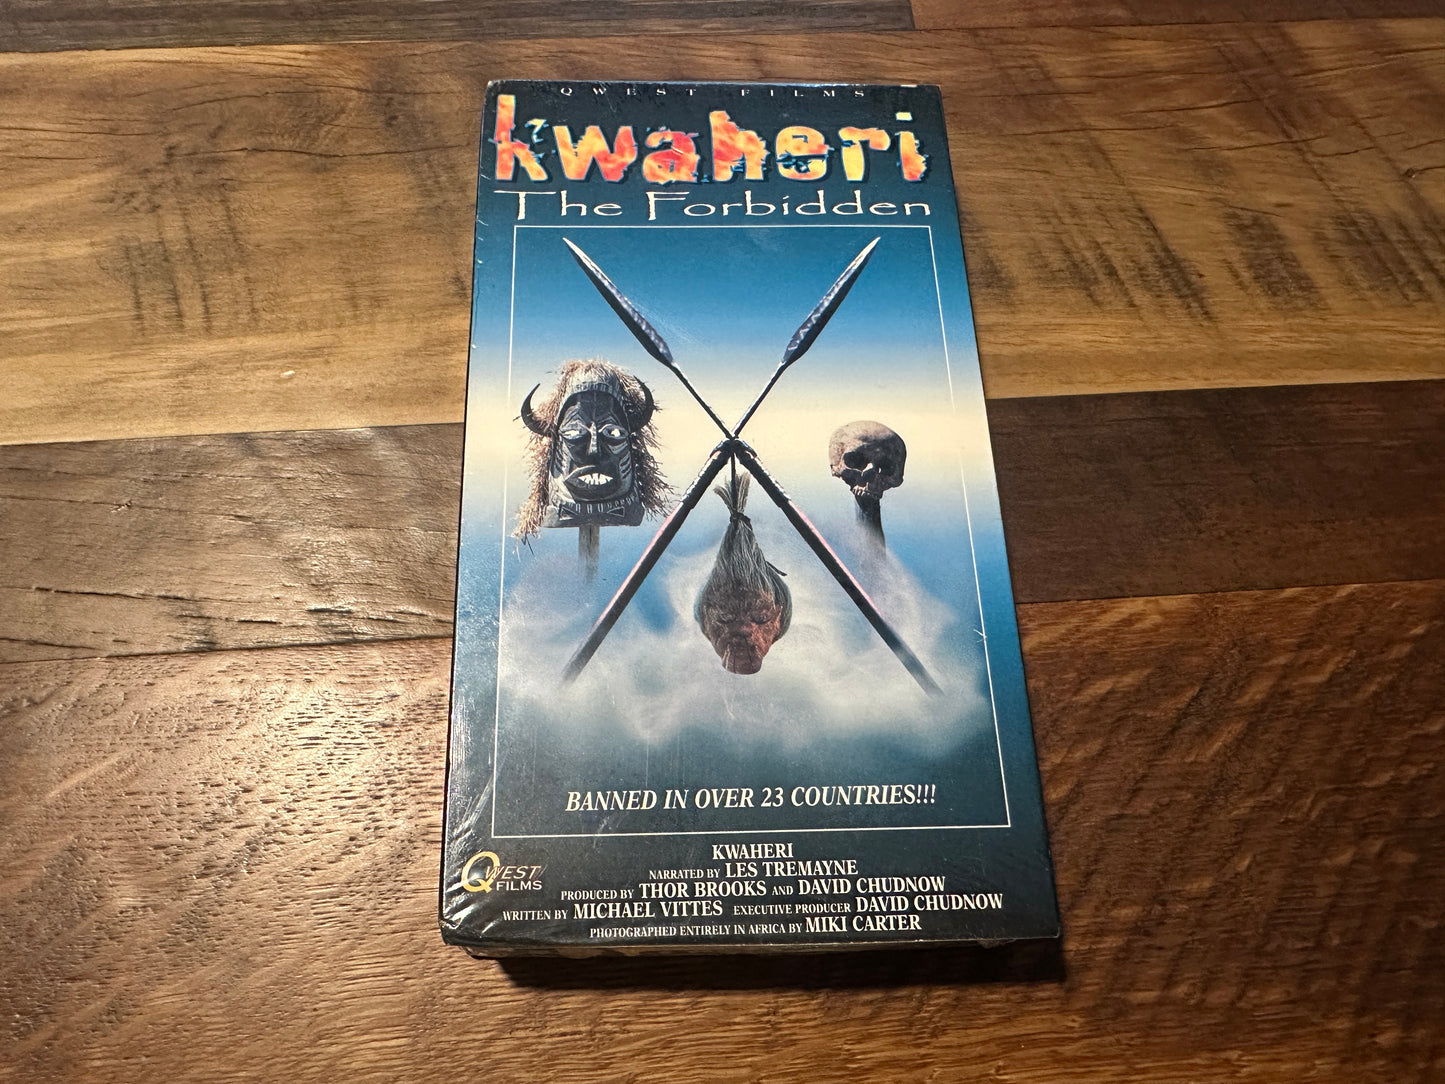 QWEST FILMS
kwaheri
The Forbidden
BANNED IN OVER 23 COUNTRIES!!!
KWAHERI
NARRATED BY LES TREMAYNE
PRODUCED BY THOR BROOKS AND DAVID CHUDNOW
WRITTEN BY MICHAEL VITTES EXECUTIVE PRODUCER DAVID CHUDNOW
PHOTOGRAPHED ENTIRELY IN AFRICA BY MIKI CARTER
QWEST
FILMS